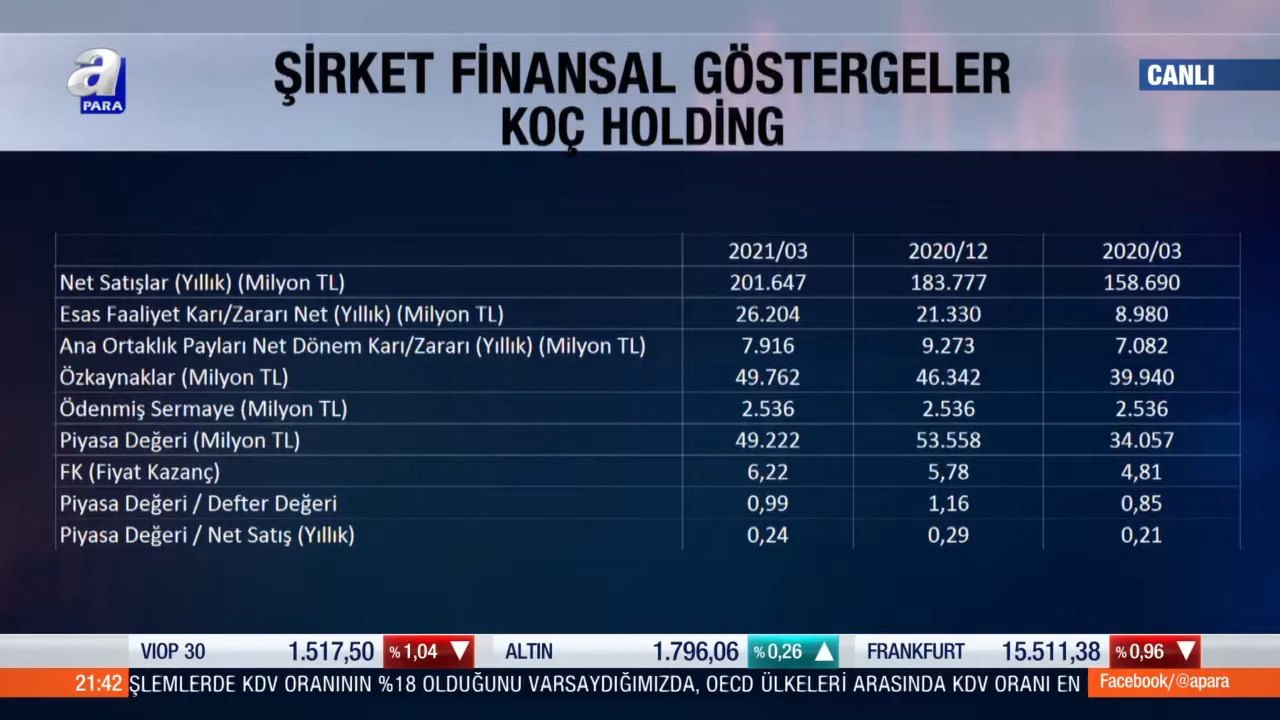 a
PARA
ŞİRKET FİNANSAL GÖSTERGELER
KOÇ HOLDİNG
CANLI
2021/03 2020/12 2020/03
Net Satışlar (Yıllık) (Milyon TL) 201.647 183.777 158.690
Esas Faaliyet Karı/Zararı Net (Yıllık) (Milyon TL) 26.204 21.330 8.980
Ana Ortaklık Payları Net Dönem Karı/Zararı (Yıllık) (Milyon TL) 7.916 9.273 7.082
Özkaynaklar (Milyon TL) 49.762 46.342 39.940
Ödenmiş Sermaye (Milyon TL) 2.536 2.536 2.536
Piyasa Değeri (Milyon TL) 49.222 53.558 34.057
FK (Fiyat Kazanç) 6,22 5,78 4,81
Piyasa Değeri / Defter Değeri 0,99 1,16 0,85
Piyasa Değeri / Net Satış (Yıllık) 0,24 0,29 0,21
VIOP 30 1.517,50 %1,04 ▼ ALTIN 1.796,06 %0,26 ▲ FRANKFURT 15.511,38 %0,96 ▼
21:42 ŞLEMLERDE KDV ORANININ %18 OLDUĞUNU VARSAYDIĞIMIZDA, OECD ÜLKELERİ ARASINDA KDV ORANI EN Facebook/@apara